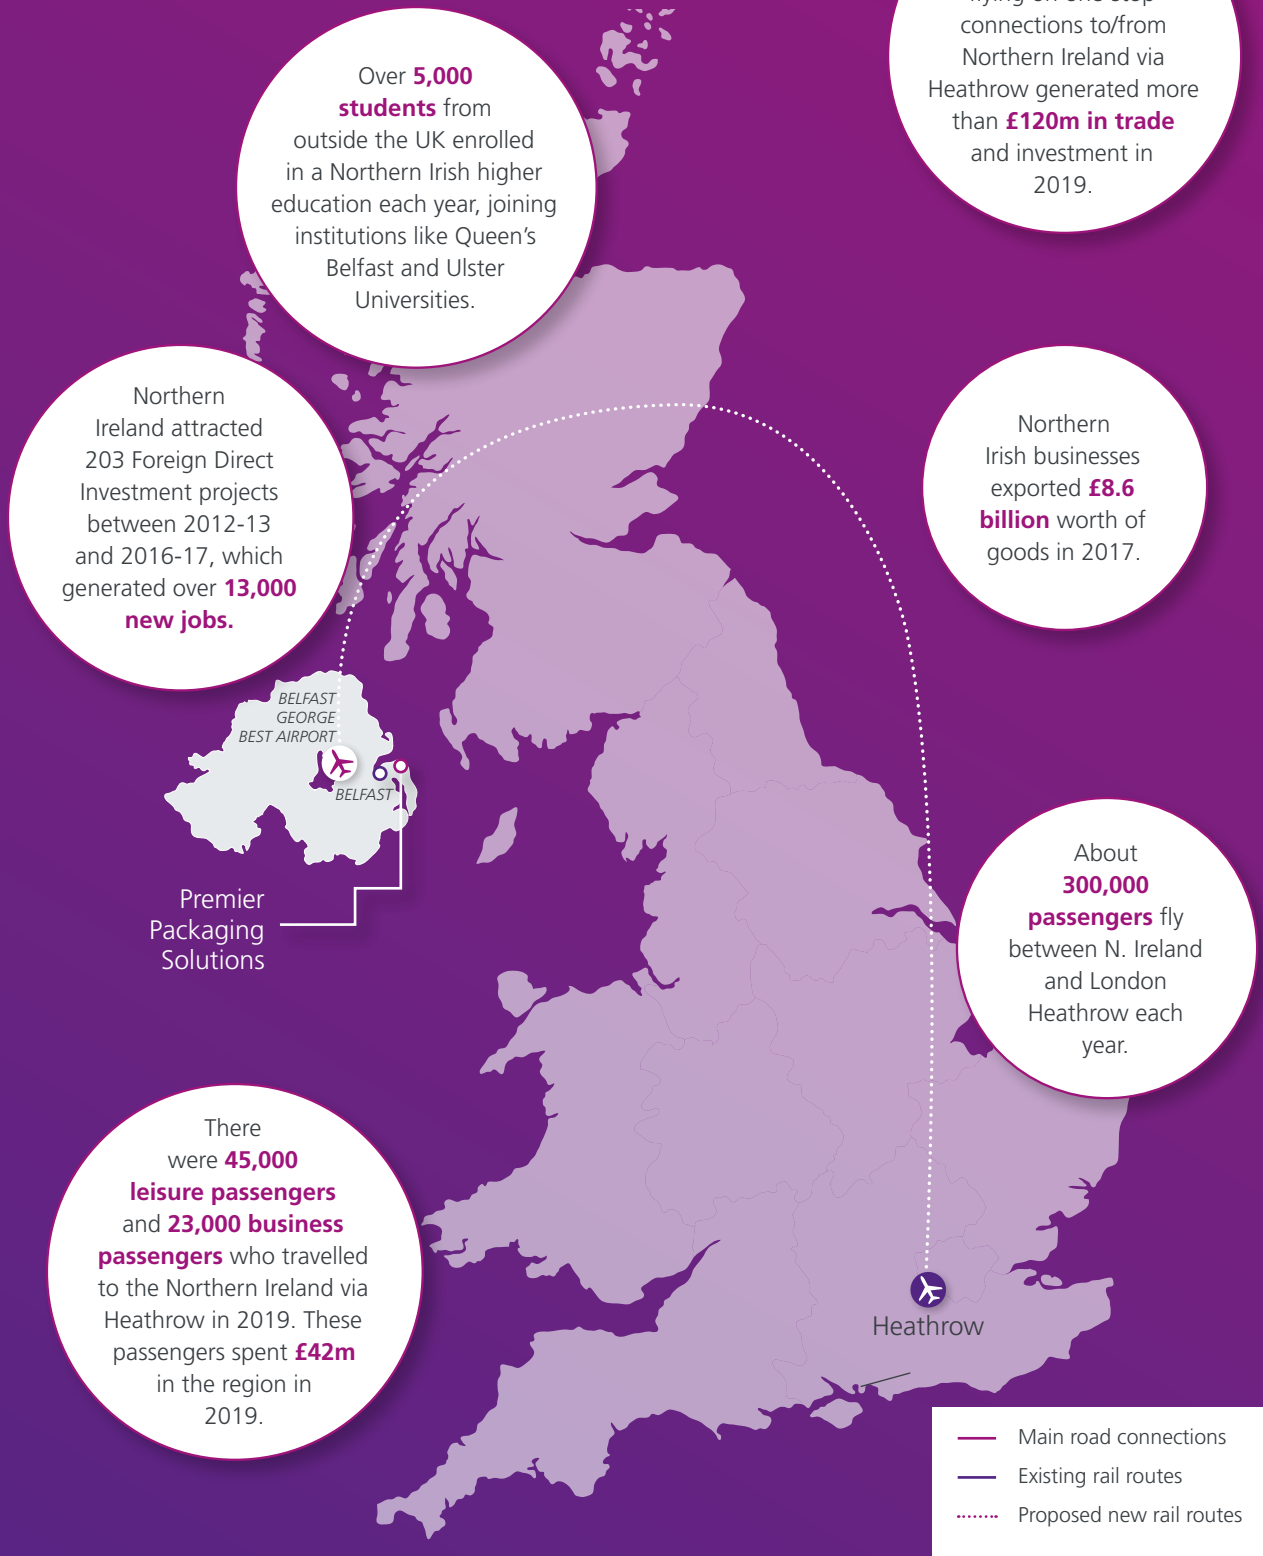 connections to/from
Northern Ireland via
Heathrow generated more
than £120m in trade
and investment in
2019.
Over 5,000
students from
outside the UK enrolled
in a Northern Irish higher
education each year, joining
institutions like Queen's
Belfast and Ulster
Universities.
Northern
Ireland attracted
203 Foreign Direct
Investment projects
between 2012-13
and 2016-17, which
generated over 13,000
new jobs.
Northern
Irish businesses
exported £8.6
billion worth of
goods in 2017.
BELFAST
GEORGE
BEST AIRPORT
BELFAST
Premier
Packaging
Solutions
About
300,000
passengers fly
between N. Ireland
and London
Heathrow each
year.
There
were 45,000
leisure passengers
and 23,000 business
passengers who travelled
to the Northern Ireland via
Heathrow in 2019. These
passengers spent £42m
in the region in
2019.
Heathrow
Main road connections
Existing rail routes
Proposed new rail routes